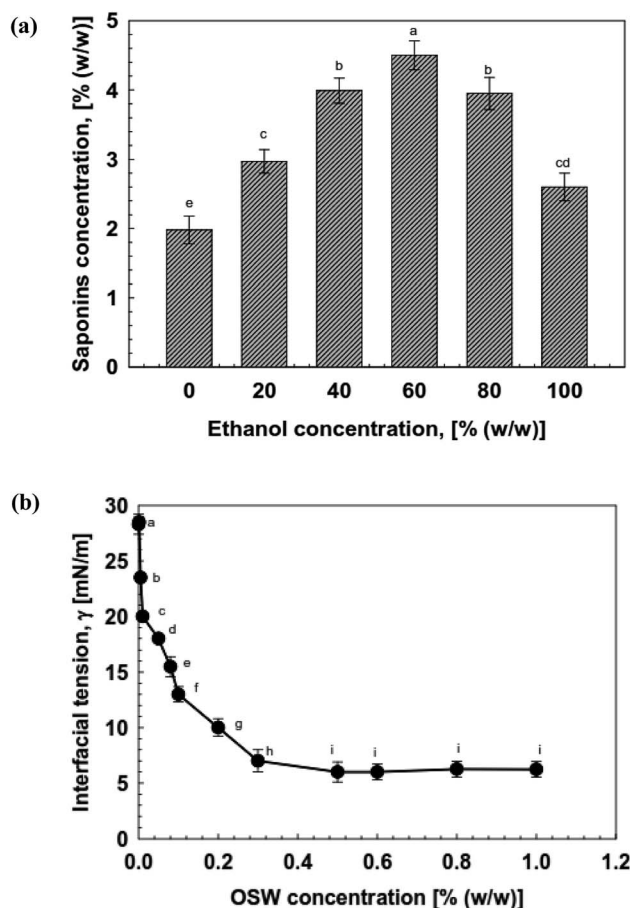 (a)
Saponins concentration, [% (w/w)]
5
4
3
2
1
0
e
c
b
a
b
cd
0 20 40 60 80 100
Ethanol concentration, [% (w/w)]
(b)
Interfacial tension, γ [mN/m]
30
25
20
15
10
5
0
a
b
c
d
e
f
g
h
i i i i
0.0 0.2 0.4 0.6 0.8 1.0 1.2
OSW concentration [% (w/w)]